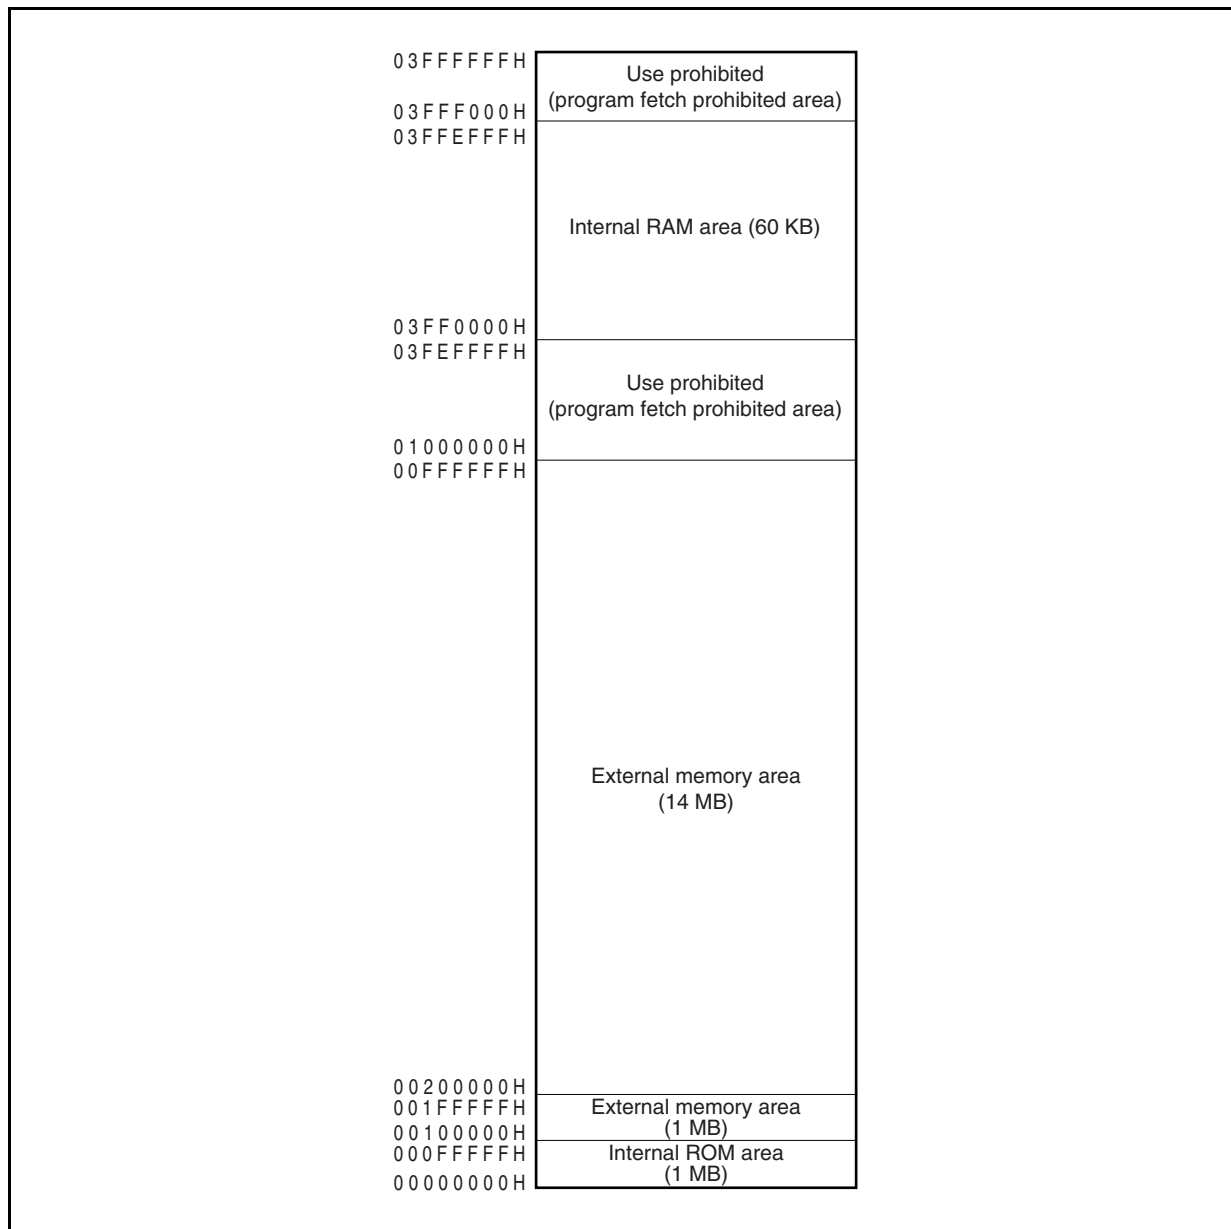 03FFFFFFH
Use prohibited
(program fetch prohibited area)
03FFF000H
03FFEFFFH
Internal RAM area (60 KB)
03FF0000H
03FEFFFFH
Use prohibited
(program fetch prohibited area)
01000000H
00FFFFFFH
External memory area
(14 MB)
00200000H
001FFFFFH
External memory area
(1 MB)
00100000H
000FFFFFH
Internal ROM area
(1 MB)
00000000H